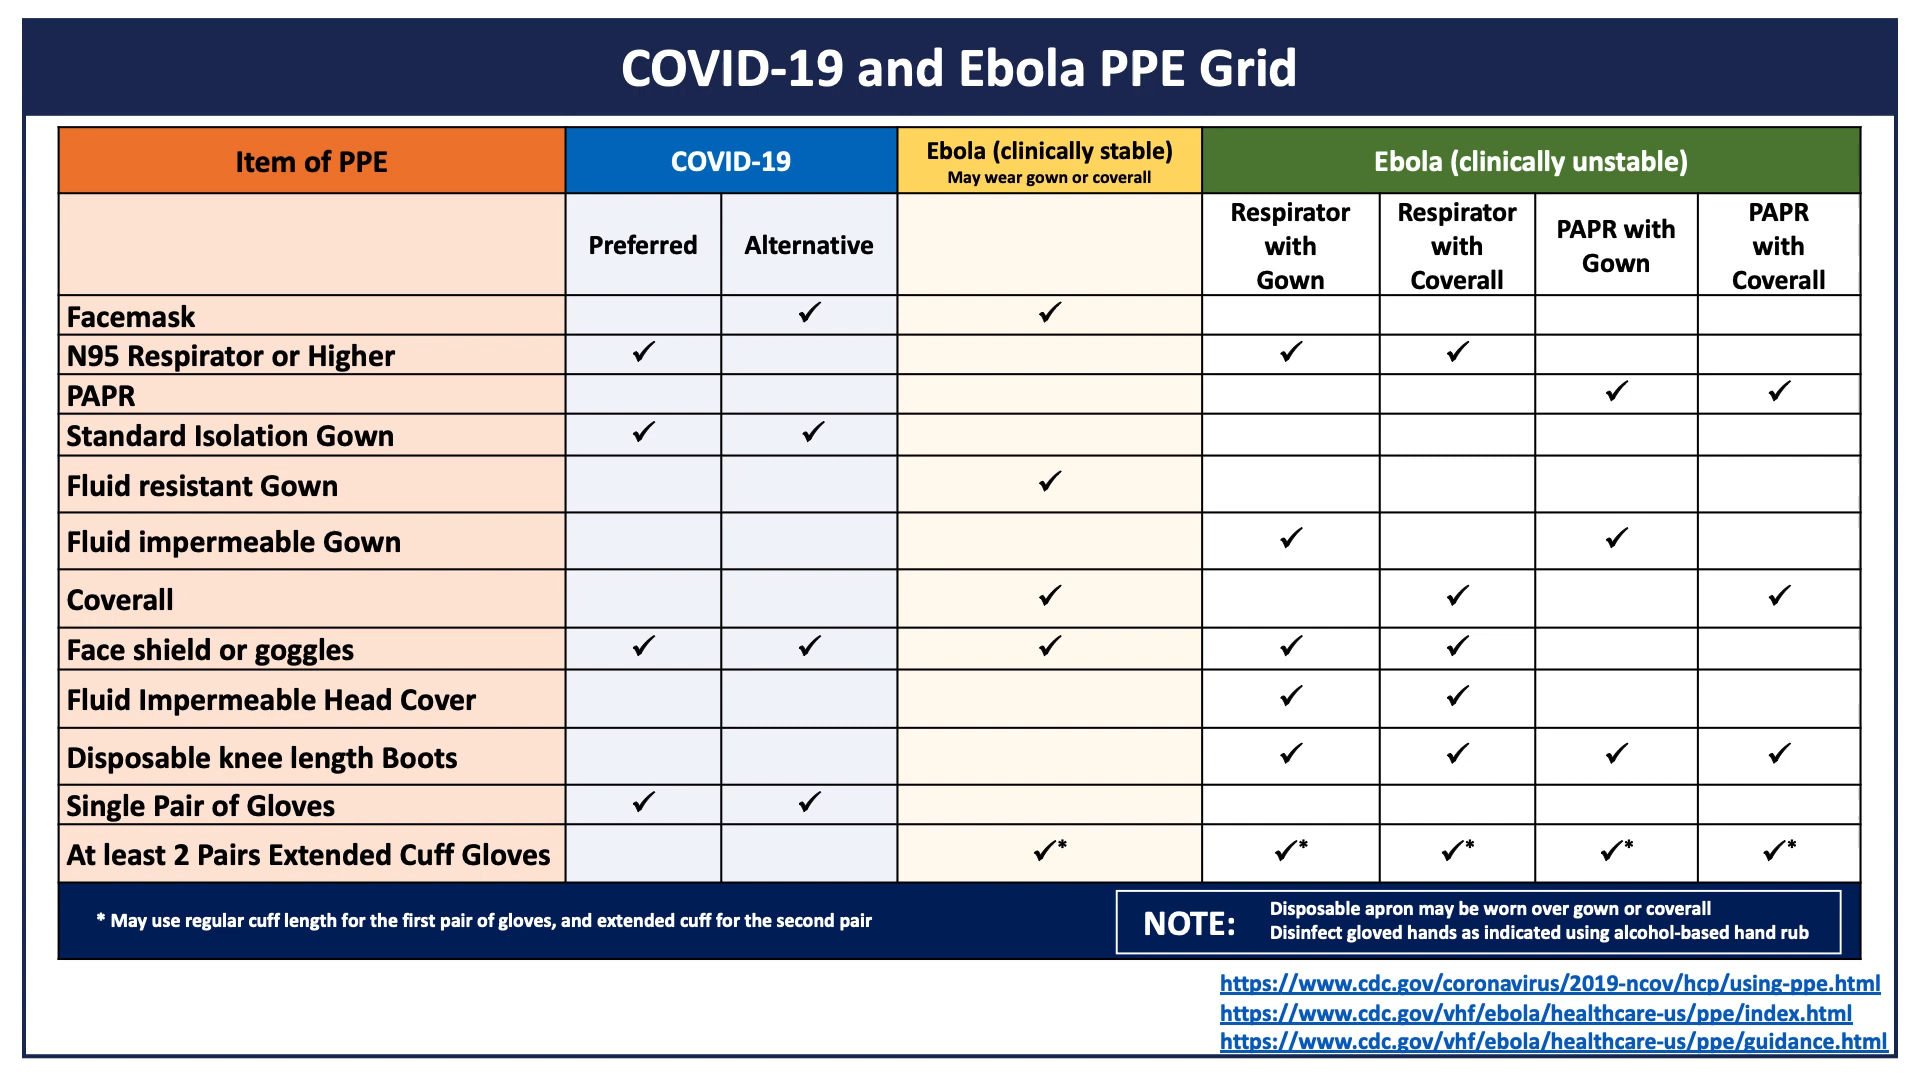 COVID-19 and Ebola PPE Grid
Item of PPE
COVID-19
Ebola (clinically stable)
May wear gown or coverall
Ebola (clinically unstable)
Preferred
Alternative
Respirator
with
Gown
Respirator
with
Coverall
PAPR with
Gown
PAPR
with
Coverall
Facemask ✓ ✓
N95 Respirator or Higher ✓ ✓ ✓
PAPR ✓ ✓
Standard Isolation Gown ✓ ✓
Fluid resistant Gown ✓
Fluid impermeable Gown ✓ ✓
Coverall ✓ ✓ ✓
Face shield or goggles ✓ ✓ ✓ ✓ ✓
Fluid Impermeable Head Cover ✓ ✓
Disposable knee length Boots ✓ ✓ ✓ ✓
Single Pair of Gloves ✓ ✓
At least 2 Pairs Extended Cuff Gloves ✓* ✓* ✓* ✓* ✓*
* May use regular cuff length for the first pair of gloves, and extended cuff for the second pair
NOTE:
Disposable apron may be worn over gown or coverall
Disinfect gloved hands as indicated using alcohol-based hand rub
https://www.cdc.gov/coronavirus/2019-ncov/hcp/using-ppe.html
https://www.cdc.gov/vhf/ebola/healthcare-us/ppe/index.html
https://www.cdc.gov/vhf/ebola/healthcare-us/ppe/guidance.html